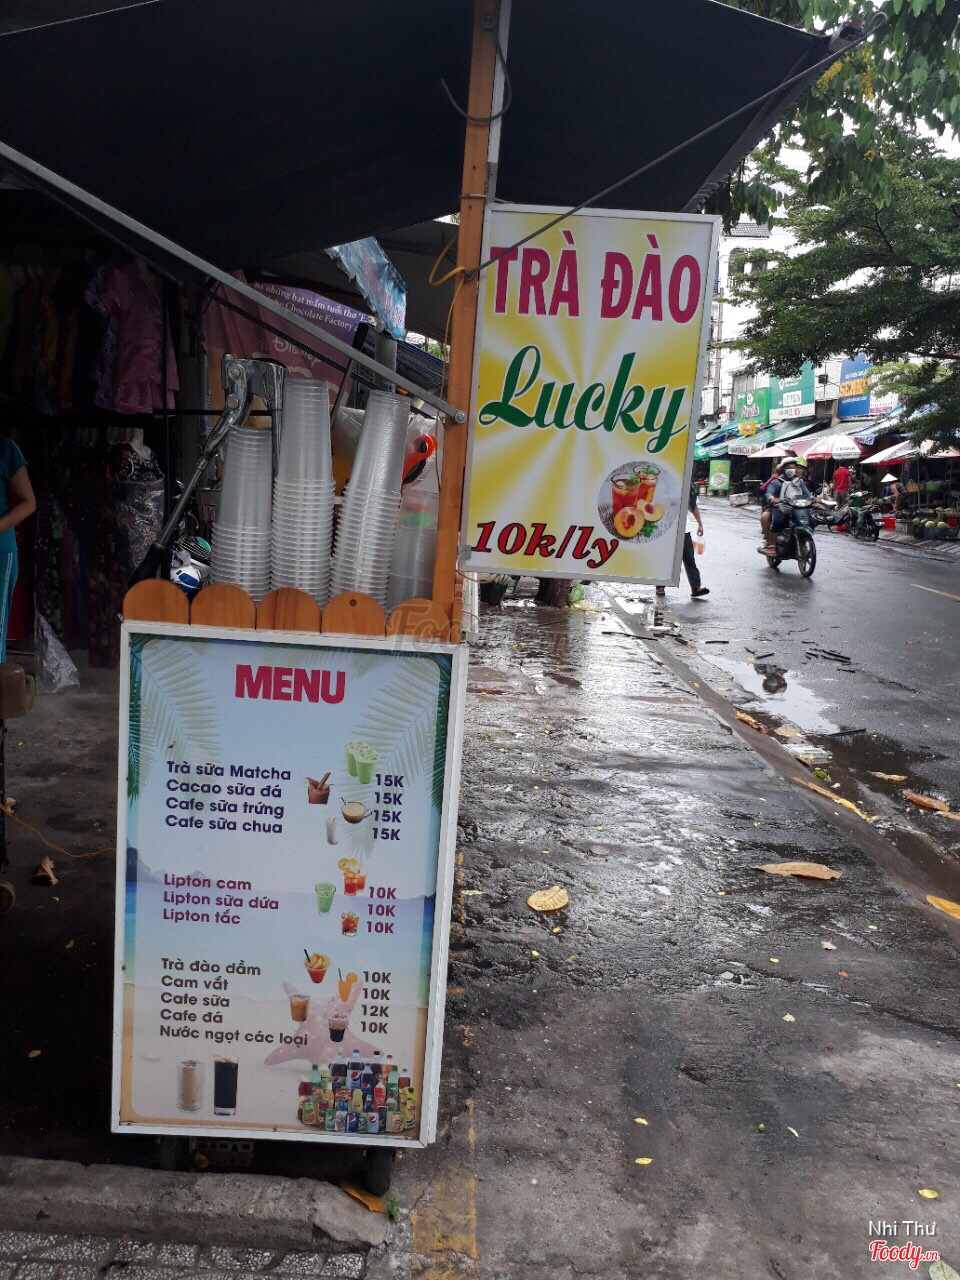 TRÀ ĐÀO
Lucky
10k/ly
DISNEY
MENU
Trà sữa Matcha 15K
Cacao sữa đá 15K
Cafe sữa trứng 15K
Cafe sữa chua 15K
Lipton cam 10K
Lipton sữa dứa 10K
Lipton tắc 10K
Trà đào dầm 10K
Cam vắt 10K
Cafe sữa 12K
Cafe đá 10K
Nước ngọt các loại
Nhi Thư
Foody.vn